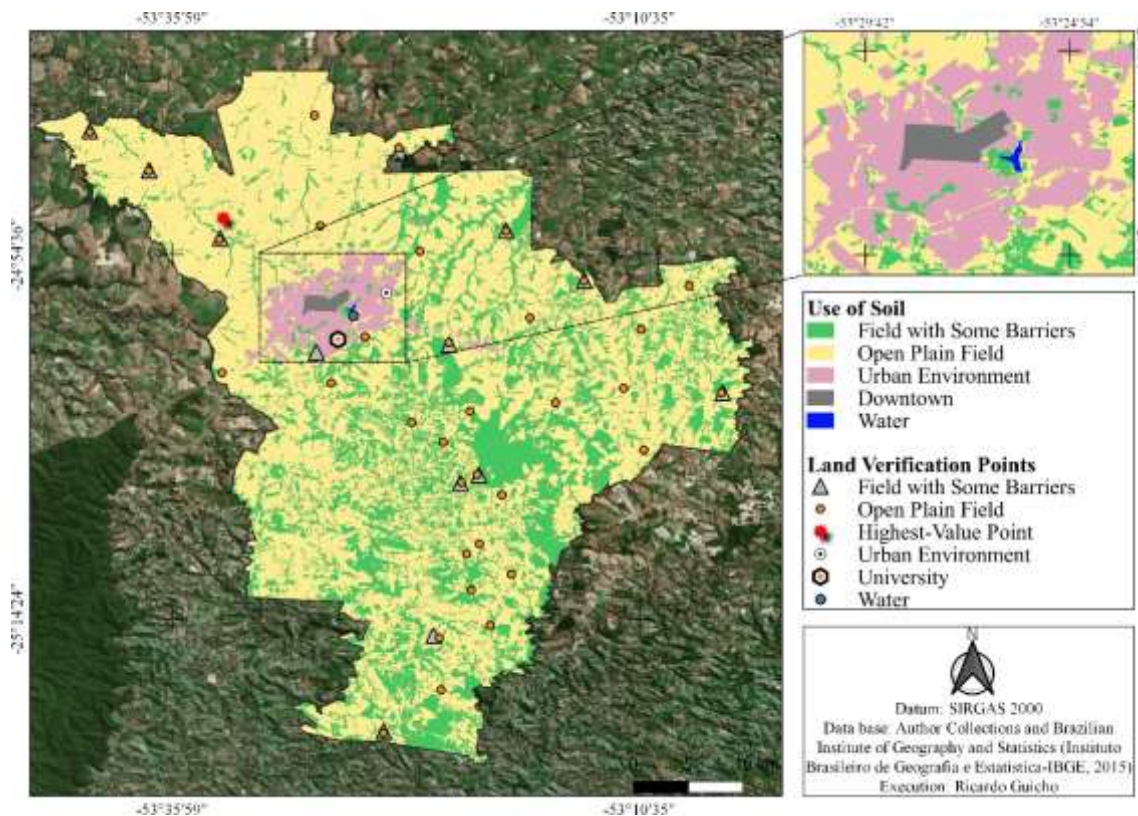 -53°35'59"
-53°10'35"
-53°29'42"
-53°24'54"
-24°54'36"
-25°14'24"
Use of Soil
Field with Some Barriers
Open Plain Field
Urban Environment
Downtown
Water
Land Verification Points
Field with Some Barriers
Open Plain Field
Highest-Value Point
Urban Environment
University
Water
N
Datum: SIRGAS 2000
Data base: Author Collections and Brazilian
Institute of Geography and Statistics (Instituto
Brasileiro de Geografia e Estatistica-IBGE, 2015)
Execution: Ricardo Guicho
-53°35'59"
-53°10'35"